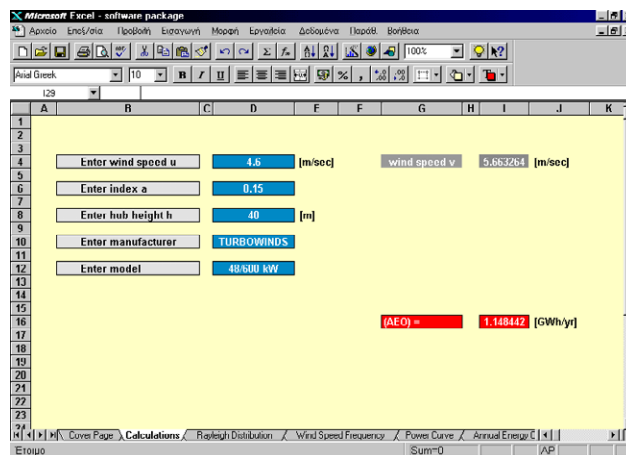 Microsoft Excel - software package
Αρχείο Επεξ/σία Προβολή Εισαγωγή Μορφή Εργαλεία Δεδομένα Παράθ. Βοήθεια
100%
Arial Greek 10 B I U %
I29
A B C D E F G H I J K
1
2
3
4 Enter wind speed u 4.6 [m/sec] wind speed v 5.663264 [m/sec]
5
6 Enter index a 0.15
7
8 Enter hub height h 40 [m]
9
10 Enter manufacturer TURBOWINDS
11
12 Enter model 48/600 kW
13
14
15
16 (AEO) = 1.148442 [GWh/yr]
17
18
19
20
21
22
23
24
Cover Page Calculations Rayleigh Distribution Wind Speed Frequency Power Curve Annual Energy
Έτοιμο Sum=0 ΑΡ